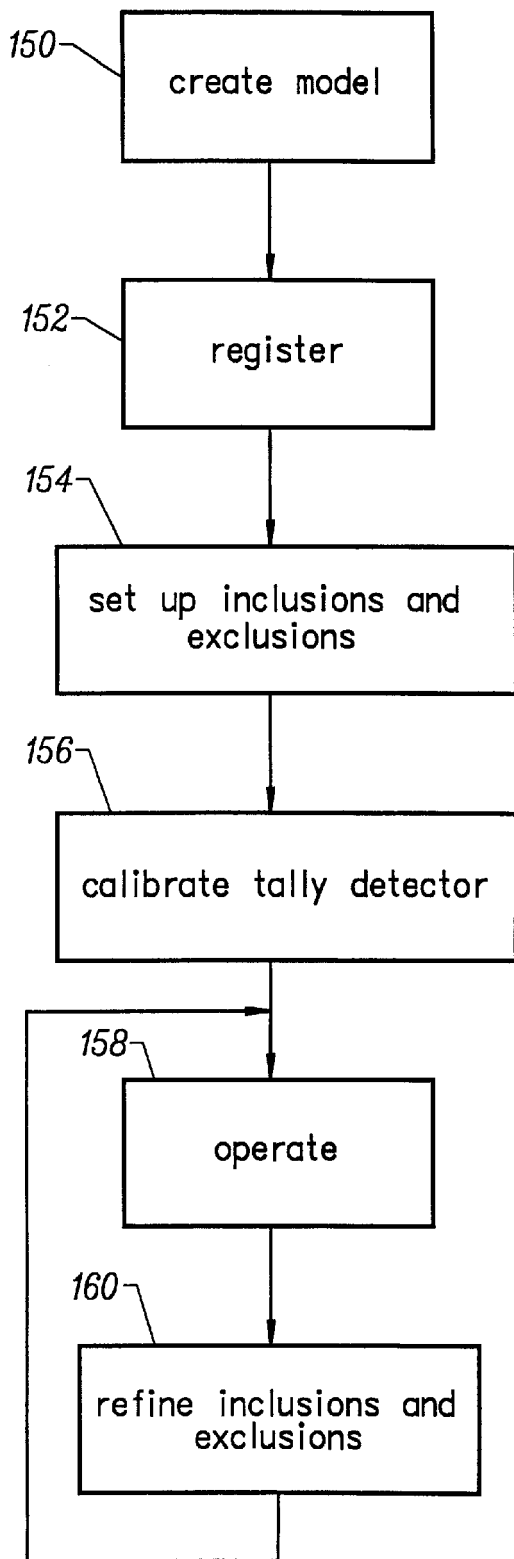 150
create model
152
register
154
set up inclusions and
exclusions
156
calibrate tally detector
158
operate
160
refine inclusions and
exclusions